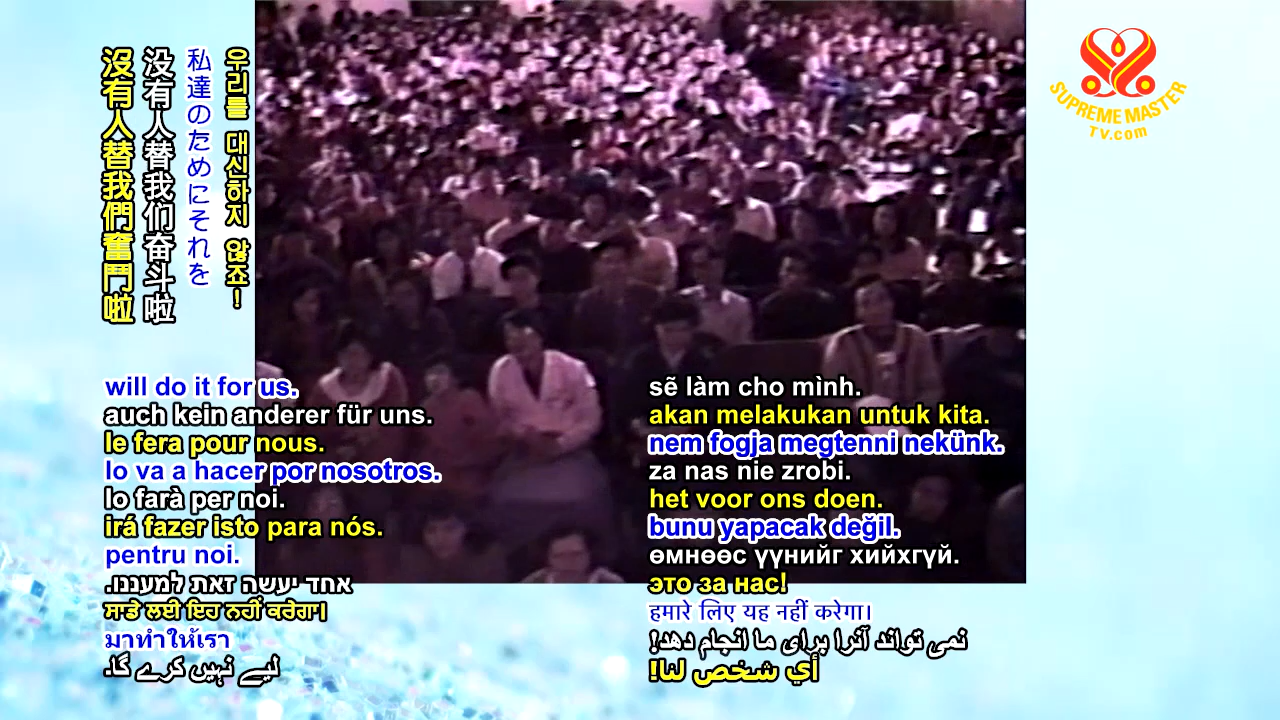 우리를 대신하지 않죠!
私達のためにそれを
没有人替我们奋斗啦
沒有人替我們奮鬥啦
SUPREME MASTER
TV.com
will do it for us.
auch kein anderer für uns.
le fera pour nous.
lo va a hacer por nosotros.
lo farà per noi.
irá fazer isto para nós.
pentru noi.
אחד יעשה זאת למעננו.
ਸਾਡੇ ਲਈ ਇਹ ਨਹੀਂ ਕਰੇਗਾ।
มาทำให้เรา
لیے نہیں کرے گا۔
sẽ làm cho mình.
akan melakukan untuk kita.
nem fogja megtenni nekünk.
za nas nie zrobi.
het voor ons doen.
bunu yapacak değil.
өмнөөс үүнийг хийхгүй.
это за нас!
हमारे लिए यह नहीं करेगा।
نمی تواند آنرا برای ما انجام دهد!
أي شخص لنا!